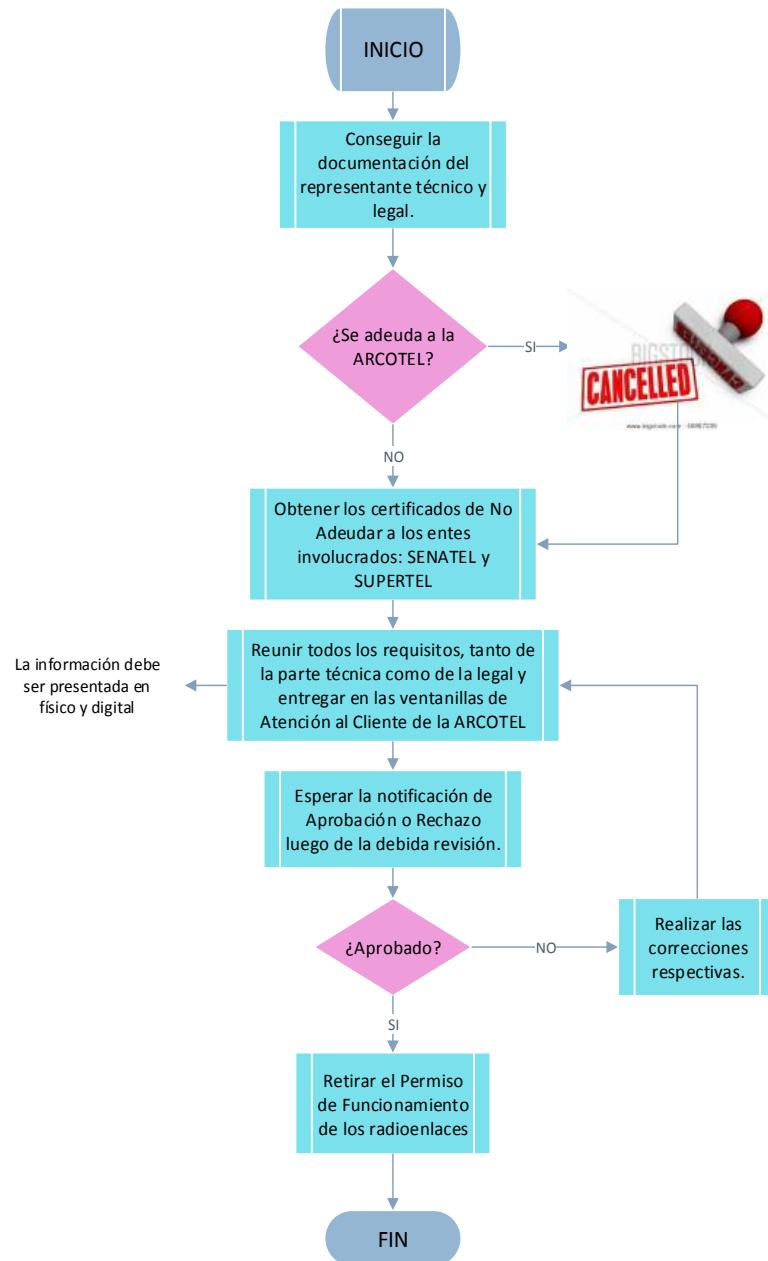 INICIO
Conseguir la
documentación del
representante técnico y
legal.
¿Se adeuda a la
ARCOTEL?
SI
CANCELLED
NO
Obtener los certificados de No
Adeudar a los entes
involucrados: SENATEL y
SUPERTEL
Reunir todos los requisitos, tanto de
la parte técnica como de la legal y
entregar en las ventanillas de
Atención al Cliente de la ARCOTEL
La información debe
ser presentada en
físico y digital
Esperar la notificación de
Aprobación o Rechazo
luego de la debida revisión.
¿Aprobado?
NO
Realizar las
correcciones
respectivas.
SI
Retirar el Permiso
de Funcionamiento
de los radioenlaces
FIN